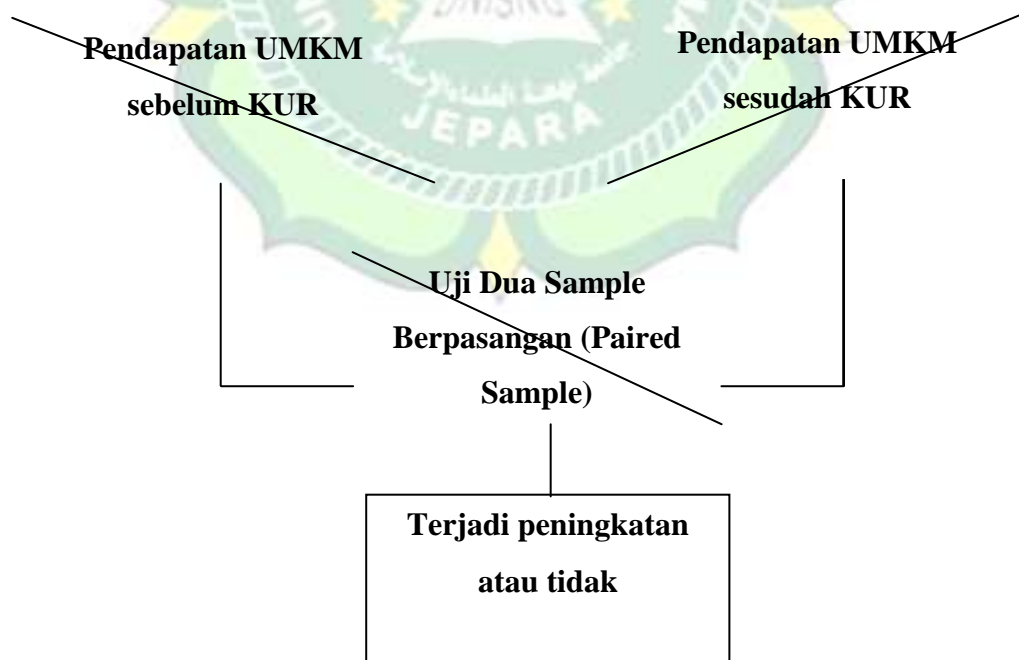 UNISNU
JEPARA
Pendapatan UMKM
sebelum KUR
Pendapatan UMKM
sesudah KUR
Uji Dua Sample
Berpasangan (Paired
Sample)
Terjadi peningkatan
atau tidak